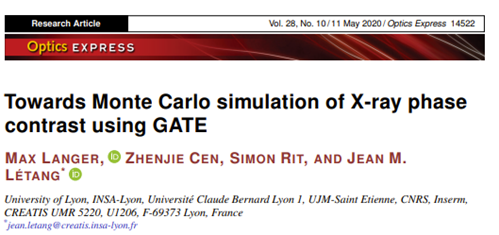 Research Article
Vol. 28, No. 10 / 11 May 2020 / Optics Express 14522
Optics EXPRESS
Towards Monte Carlo simulation of X-ray phase
contrast using GATE
MAX LANGER, iD ZHENJIE CEN, SIMON RIT, AND JEAN M.
LÉTANG* iD
University of Lyon, INSA-Lyon, Université Claude Bernard Lyon 1, UJM-Saint Etienne, CNRS, Inserm,
CREATIS UMR 5220, U1206, F-69373 Lyon, France
*jean.letang@creatis.insa-lyon.fr